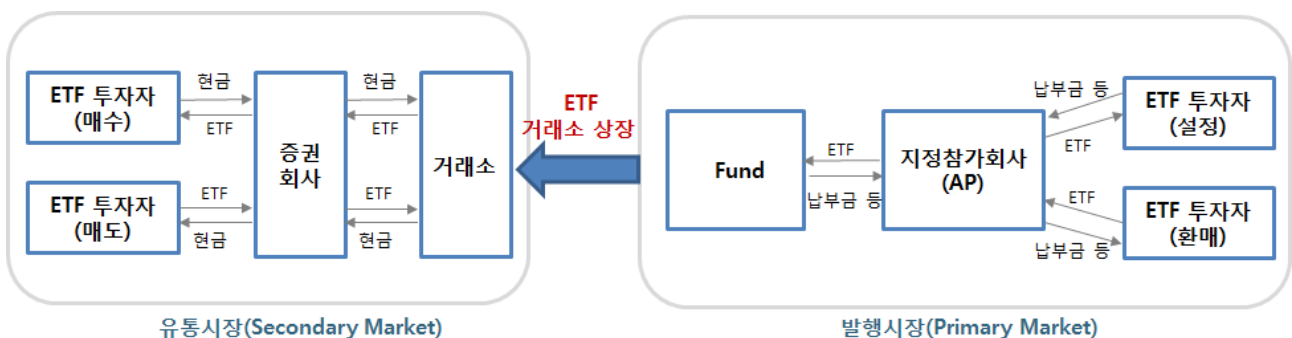 ETF 투자자
(매수)
현금
ETF
ETF 투자자
(매도)
ETF
현금
증권
회사
현금
ETF
ETF
현금
거래소
유통시장(Secondary Market)
ETF
거래소 상장
Fund
ETF
납부금 등
지정참가회사
(AP)
납부금 등
ETF
ETF 투자자
(설정)
ETF
납부금 등
ETF 투자자
(환매)
발행시장(Primary Market)